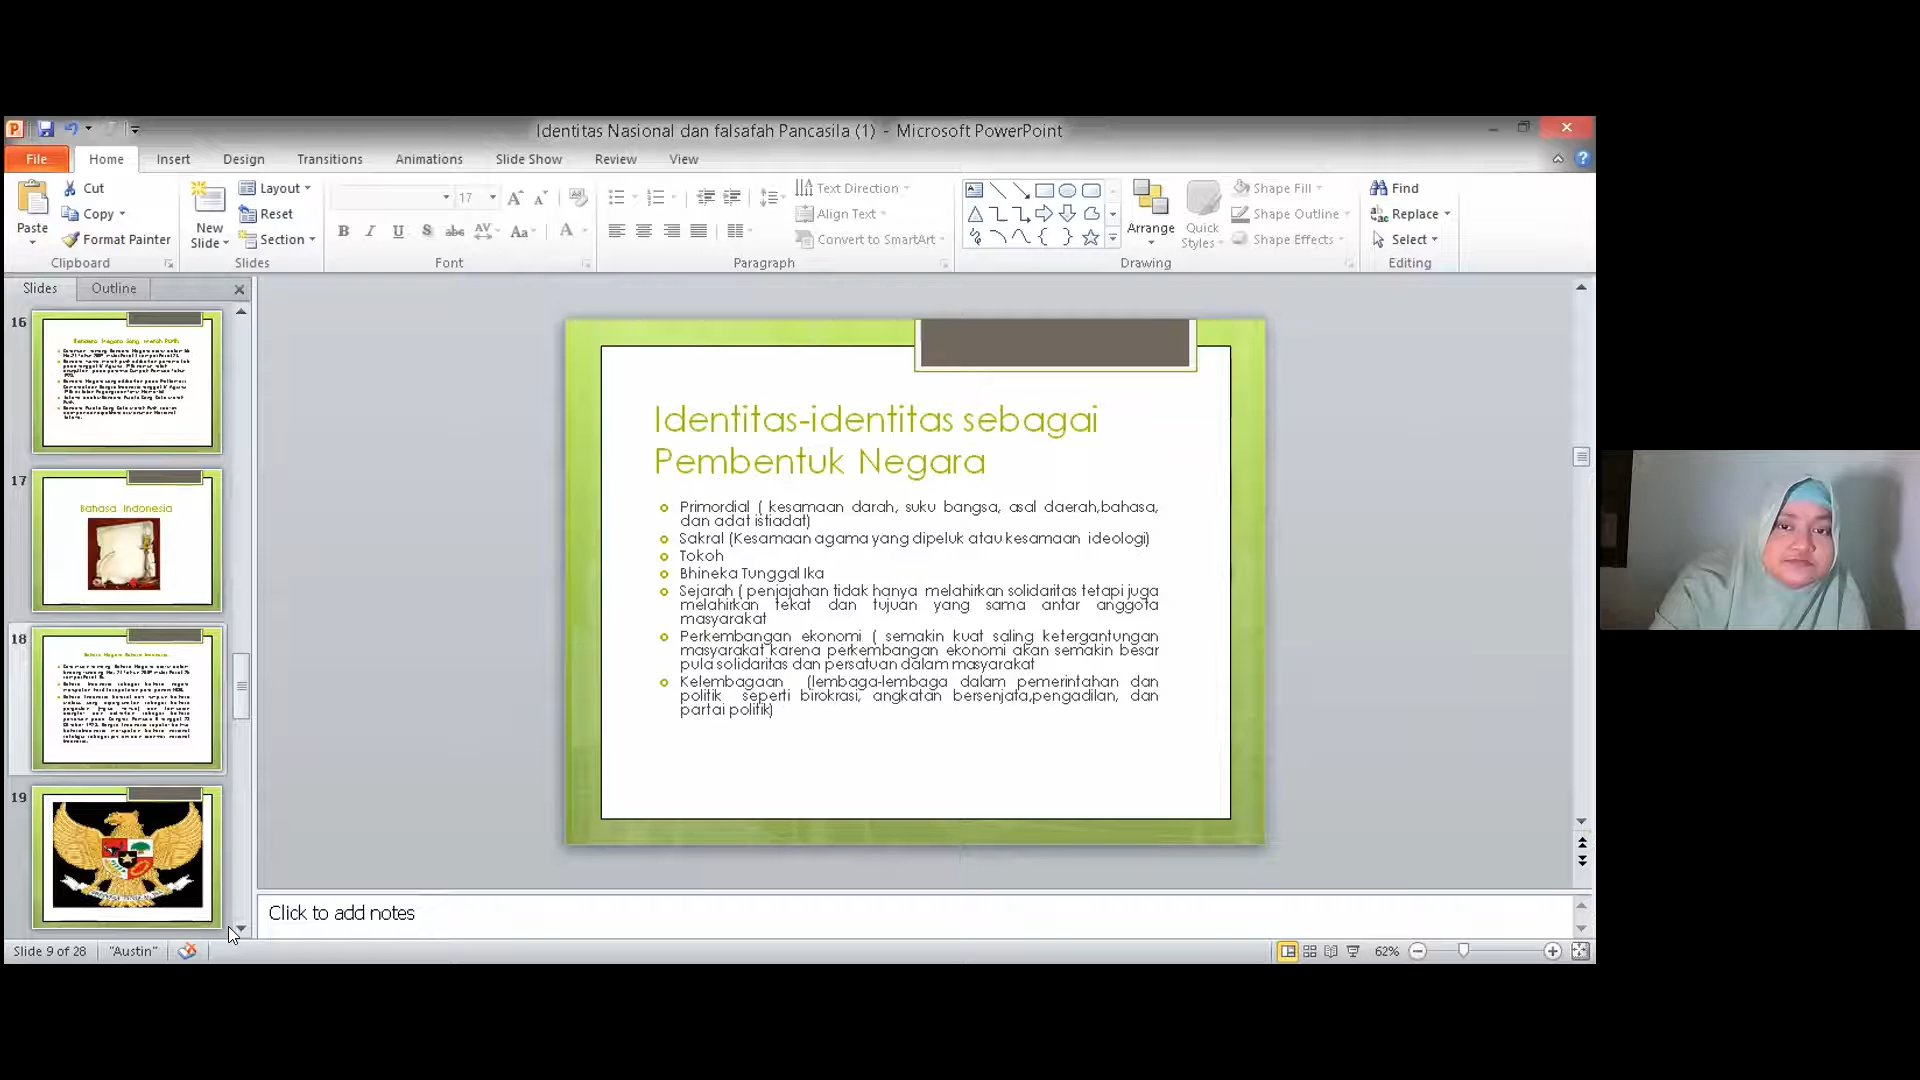 Identitas Nasional dan falsafah Pancasila (1) - Microsoft PowerPoint
File Home Insert Design Transitions Animations Slide Show Review View
Cut
Copy
Format Painter
Paste
Clipboard
New
Slide
Layout
Reset
Section
Slides
17
B I U S abc AV Aa A
Font
Text Direction
Align Text
Convert to SmartArt
Paragraph
Arrange
Quick
Styles
Shape Fill
Shape Outline
Shape Effects
Drawing
Find
Replace
Select
Editing
Slides Outline
16
17
Bahasa Indonesia
18
19
Identitas-identitas sebagai
Pembentuk Negara
Primordial ( kesamaan darah, suku bangsa, asal daerah,bahasa,
dan adat istiadat)
Sakral (Kesamaan agama yang dipeluk atau kesamaan ideologi)
Tokoh
Bhineka Tunggal Ika
Sejarah ( penjajahan tidak hanya melahirkan solidaritas tetapi juga
melahirkan tekat dan tujuan yang sama antar anggota
masyarakat
Perkembangan ekonomi ( semakin kuat saling ketergantungan
masyarakat karena perkembangan ekonomi akan semakin besar
pula solidaritas dan persatuan dalam masyarakat
Kelembagaan (lembaga-lembaga dalam pemerintahan dan
politik seperti birokrasi, angkatan bersenjata,pengadilan, dan
partai politik)
Click to add notes
Slide 9 of 28 "Austin" 62%